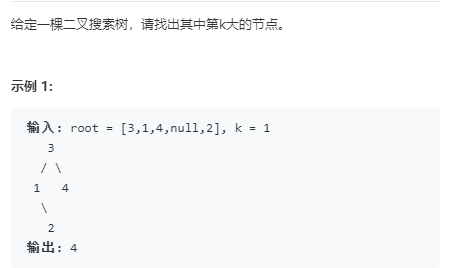 给定一棵二叉搜索树，请找出其中第k大的节点。
示例 1:
输入: root = [3,1,4,null,2], k = 1
   3
  / \
 1   4
  \
   2
输出: 4